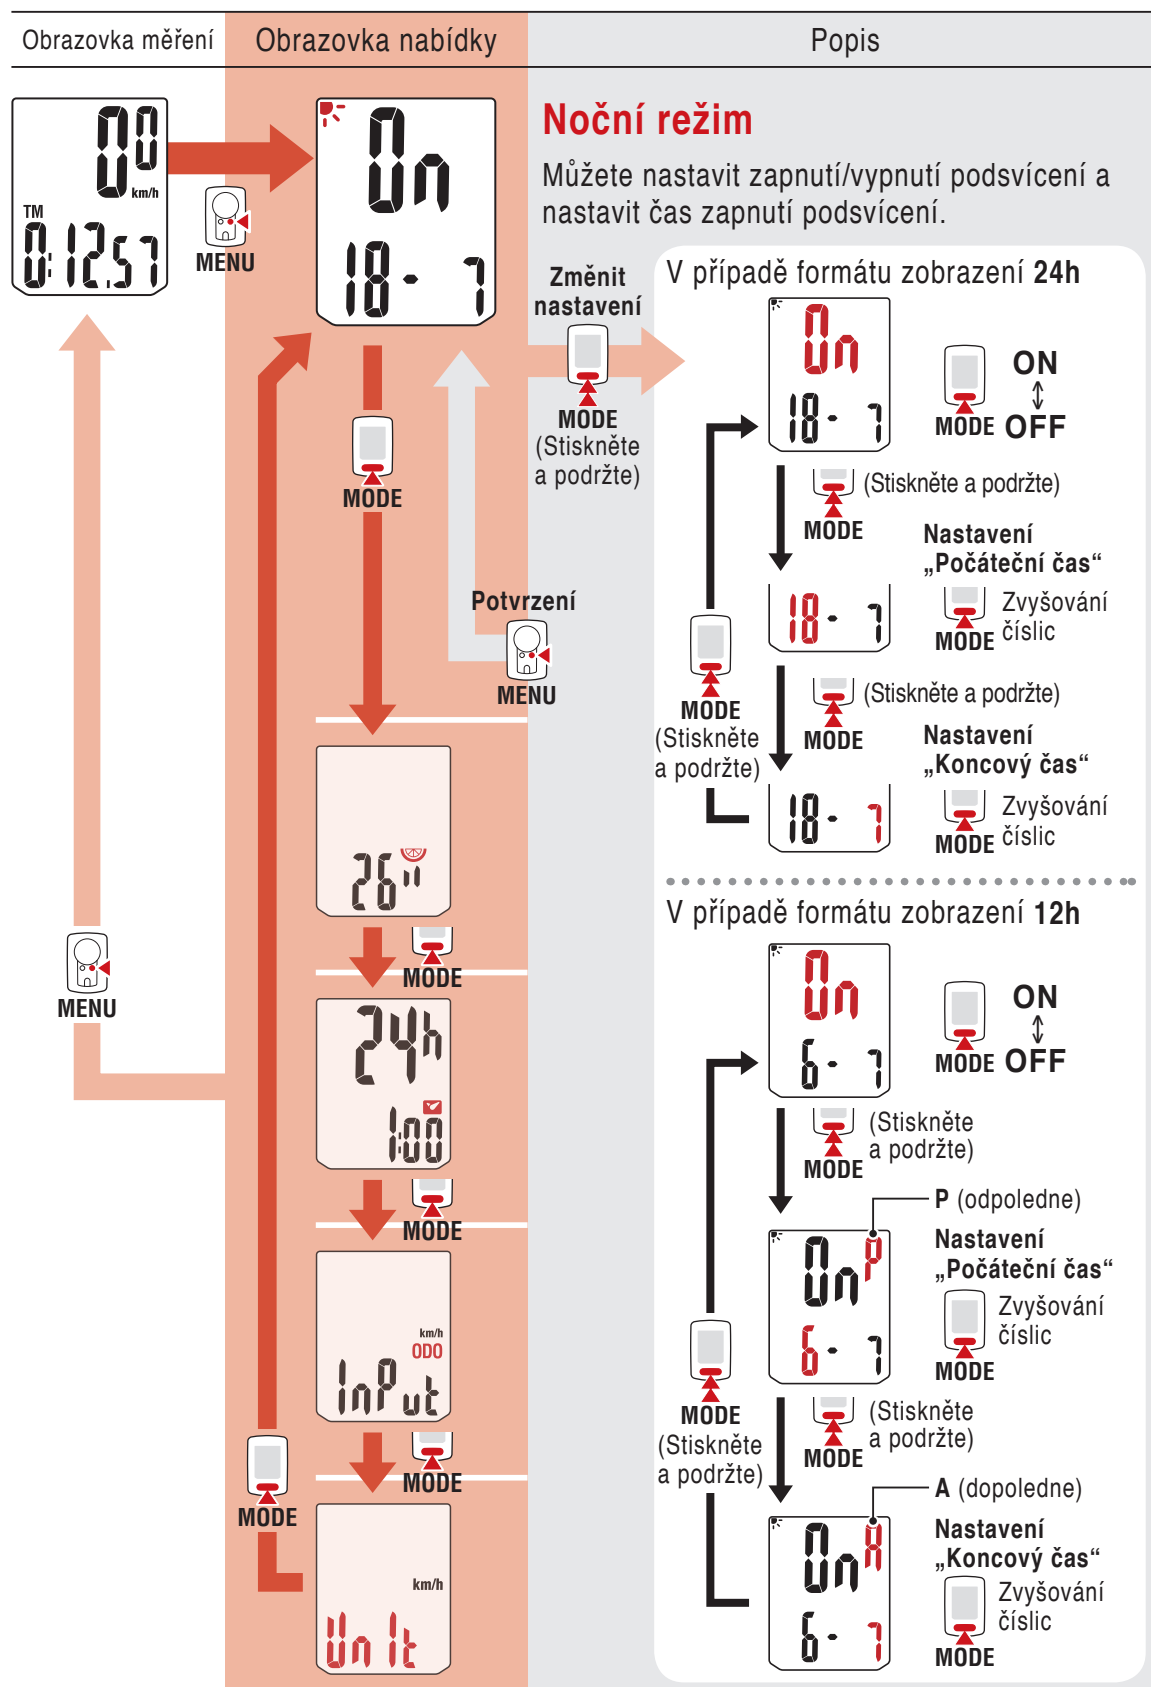 Obrazovka měření
Obrazovka nabídky
Popis
0 0
km/h
TM
0:12.57
MENU
On
18- 7
Noční režim
Můžete nastavit zapnutí/vypnutí podsvícení a
nastavit čas zapnutí podsvícení.
Změnit
nastavení
MODE
(Stiskněte
a podržte)
MODE
Potvrzení
MENU
26"
MODE
24h
1:00
MODE
km/h
ODO
InPut
MODE
km/h
UnIt
MODE
MENU
V případě formátu zobrazení 24h
On
18- 7
MODE
ON
OFF
(Stiskněte a podržte)
MODE
Nastavení
„Počáteční čas“
18- 7
MODE
Zvyšování
číslic
(Stiskněte a podržte)
MODE
Nastavení
„Koncový čas“
18- 7
MODE
Zvyšování
číslic
MODE
(Stiskněte
a podržte)
V případě formátu zobrazení 12h
On
6- 7
MODE
ON
OFF
(Stiskněte
a podržte)
MODE
P (odpoledne)
On P
6- 7
Nastavení
„Počáteční čas“
Zvyšování
číslic
MODE
(Stiskněte
a podržte)
MODE
MODE
(Stiskněte
a podržte)
A (dopoledne)
On A
6- 7
Nastavení
„Koncový čas“
Zvyšování
číslic
MODE